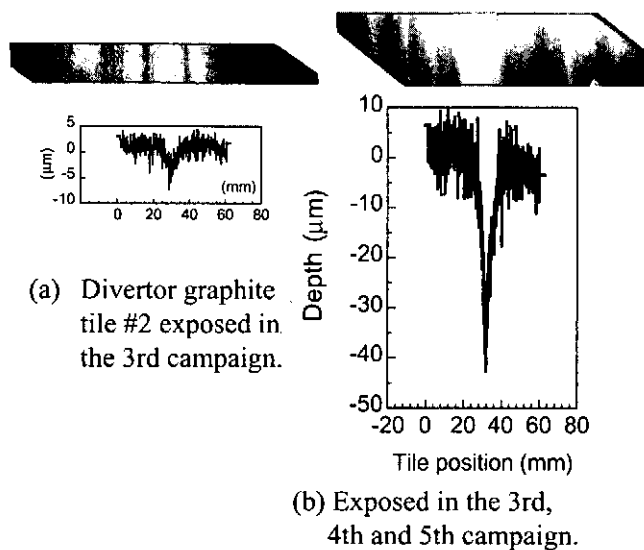 5
0
-5
-10
(μm)
(mm)
0 20 40 60 80
(a) Divertor graphite
tile #2 exposed in
the 3rd campaign.
10
0
-10
-20
-30
-40
-50
Depth (μm)
-20 0 20 40 60 80
Tile position (mm)
(b) Exposed in the 3rd,
4th and 5th campaign.